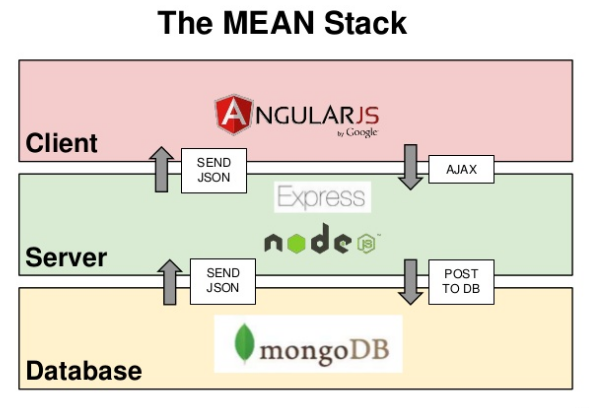 The MEAN Stack
ANGULARJS
by Google
Client
SEND
JSON
AJAX
Express
node
JS
™
Server
SEND
JSON
POST
TO DB
mongoDB
Database